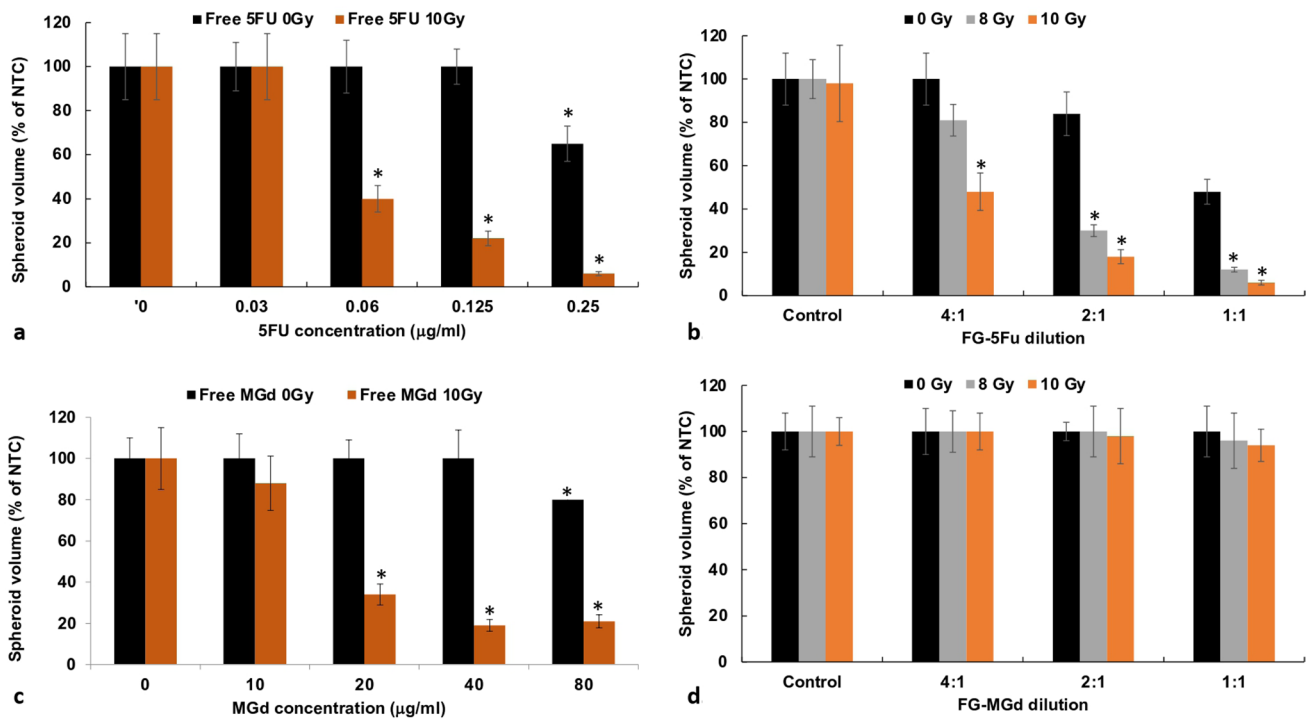 Free 5FU 0Gy Free 5FU 10Gy
Spheroid volume (% of NTC)
120
100
80
60
40
20
0
* * * *
'0 0.03 0.06 0.125 0.25
5FU concentration (µg/ml)
a
0 Gy 8 Gy 10 Gy
Spheroid volume (% of NTC)
120
100
80
60
40
20
0
* * * * *
Control 4:1 2:1 1:1
FG-5Fu dilution
b
Free MGd 0Gy Free MGd 10Gy
Spheroid volume (% of NTC)
120
100
80
60
40
20
0
* * * *
0 10 20 40 80
MGd concentration (µg/ml)
c
0 Gy 8 Gy 10 Gy
Spheroid volume (% of NTC)
120
100
80
60
40
20
0
Control 4:1 2:1 1:1
FG-MGd dilution
d